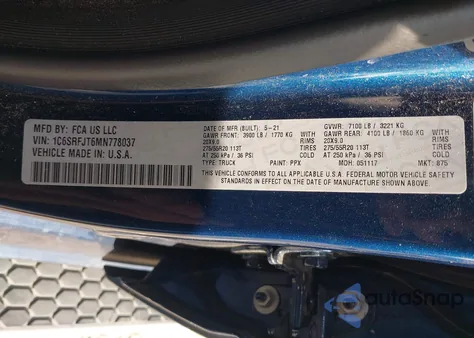 MFD BY: FCA US LLC
VIN: 1C6SRFJT6MN778037
VEHICLE MADE IN: U.S.A.
DATE OF MFR (BUILT): 5-21 GVWR: 7100 LB / 3221 KG
GAWR FRONT: 3900 LB / 1770 KG GAWR REAR: 4100 LB / 1860 KG
20X9.0 RIMS 20X9.0 RIMS
275/55R20 113T TIRES 275/55R20 113T TIRES
AT 250 kPa / 36 PSI COLD AT 250 kPa / 36 PSI COLD
TYPE: TRUCK PAINT: PPX MDH: 051117 MKT: 875
THIS VEHICLE CONFORMS TO ALL APPLICABLE U.S.A. FEDERAL MOTOR VEHICLE SAFETY
STANDARDS IN EFFECT ON THE DATE OF MANUFACTURE SHOWN ABOVE
autoSnap